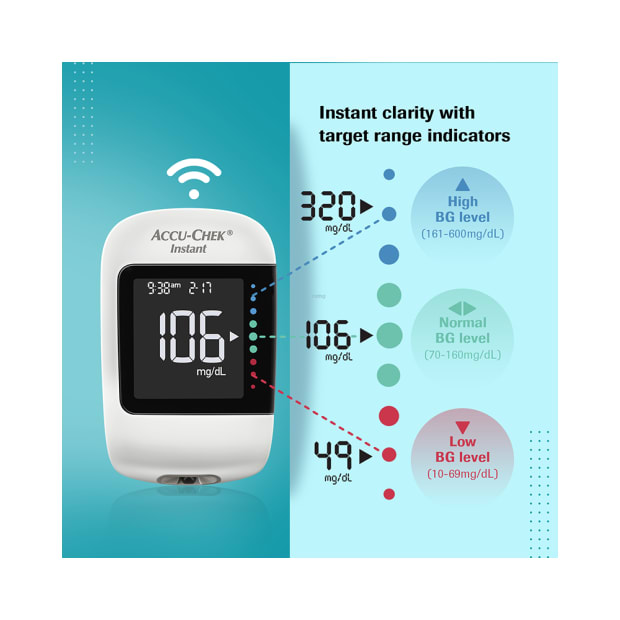 Instant clarity with
target range indicators
ACCU-CHEK®
Instant
9:38am 2-17
106
mg/dL
320
mg/dL
High
BG level
(161-600mg/dL)
106
mg/dL
Normal
BG level
(70-160mg/dL)
49
mg/dL
Low
BG level
(10-69mg/dL)